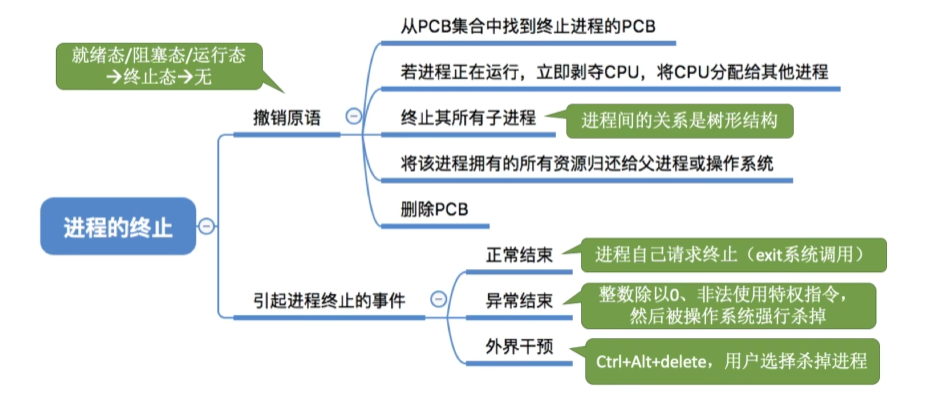 从PCB集合中找到终止进程的PCB
就绪态/阻塞态/运行态
→终止态→无
若进程正在运行，立即剥夺CPU，将CPU分配给其他进程
撤销原语
终止其所有子进程
进程间的关系是树形结构
将该进程拥有的所有资源归还给父进程或操作系统
删除PCB
进程的终止
正常结束
进程自己请求终止（exit系统调用）
引起进程终止的事件
异常结束
整数除以0、非法使用特权指令，
然后被操作系统强行杀掉
外界干预
Ctrl+Alt+delete，用户选择杀掉进程